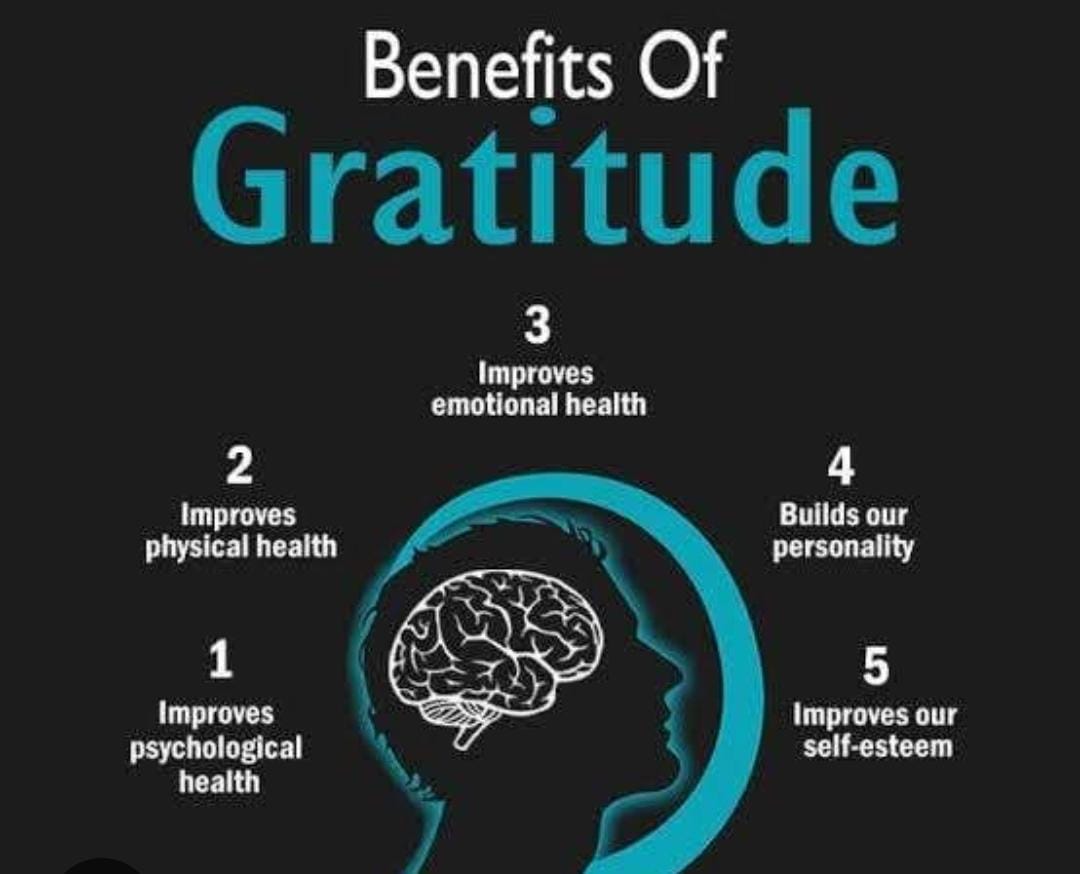 Benefits Of
Gratitude
1
Improves
psychological
health
2
Improves
physical health
3
Improves
emotional health
4
Builds our
personality
5
Improves our
self-esteem